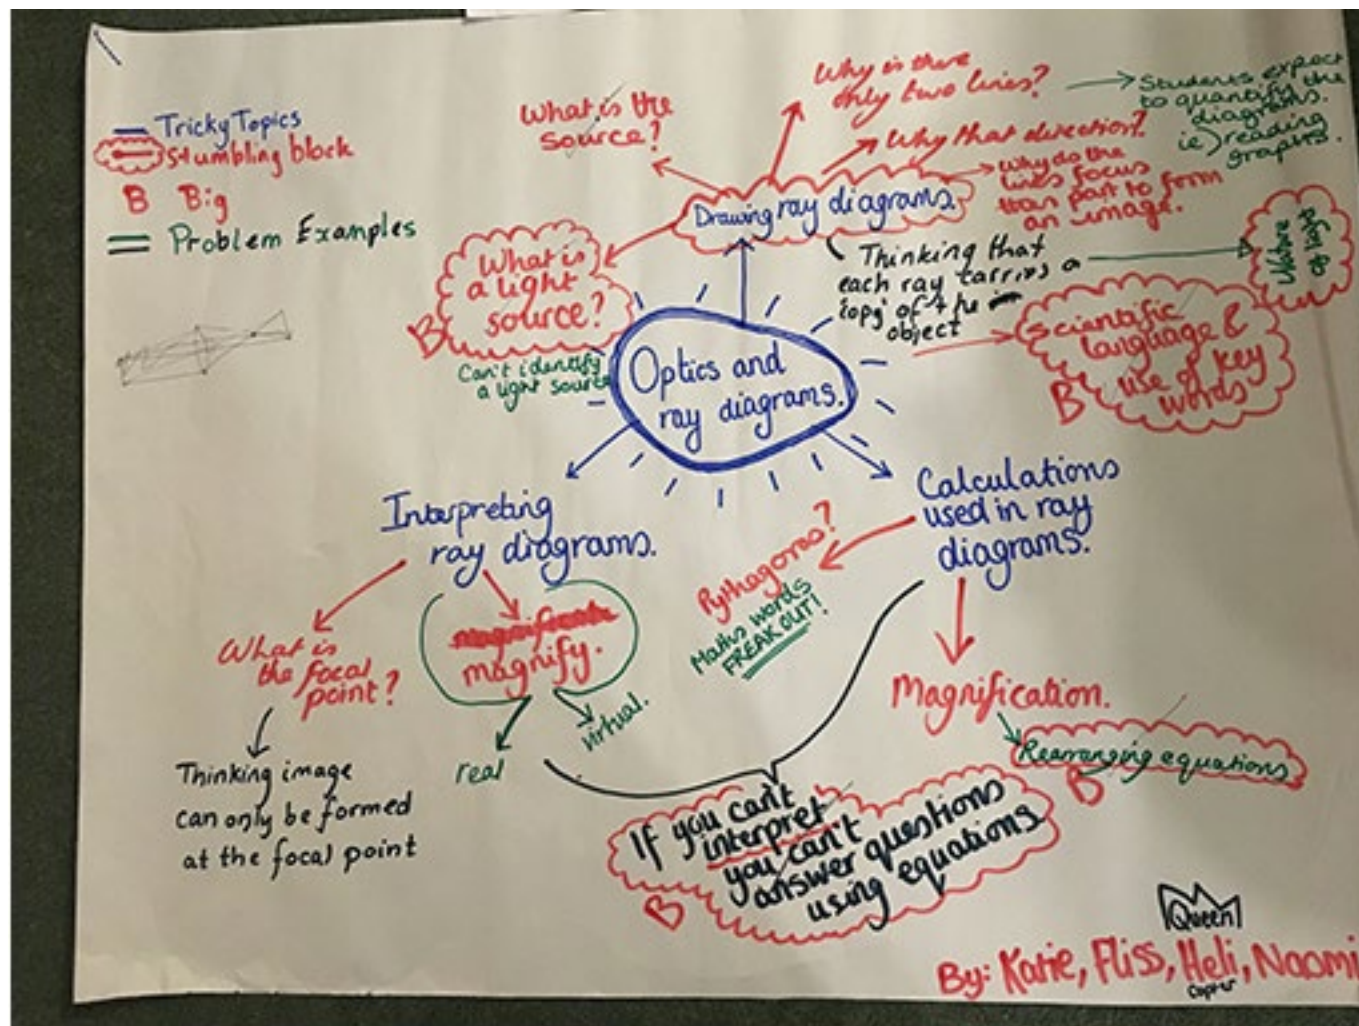 Tricky Topics
Stumbling block
B Big
Problem Examples
What is the
source?
Why is there
only two lines?
Students expect
to quantify the
diagrams.
ie) reading
graphs.
Why that direction?
Why do the
lines focus
that part to form
an image.
Drawing ray diagrams.
What is
a light
source?
B
Can't identify
a light source
Thinking that
each ray carries a
'copy' of the
object
Nature
of light
Scientific
language &
use of key
words
B
Optics and
ray diagrams.
Interpreting
ray diagrams.
What is
the focal
point?
Thinking image
can only be formed
at the focal point
magnify.
real
virtual.
Calculations
used in ray
diagrams.
Pythagoras?
Maths words
FREAK OUT!
Magnification.
Rearranging equations
B
If you can't
interpret
you can't
answer questions
using equations
B
Queen
By: Katie, Fliss, Heli, Naomi
copter